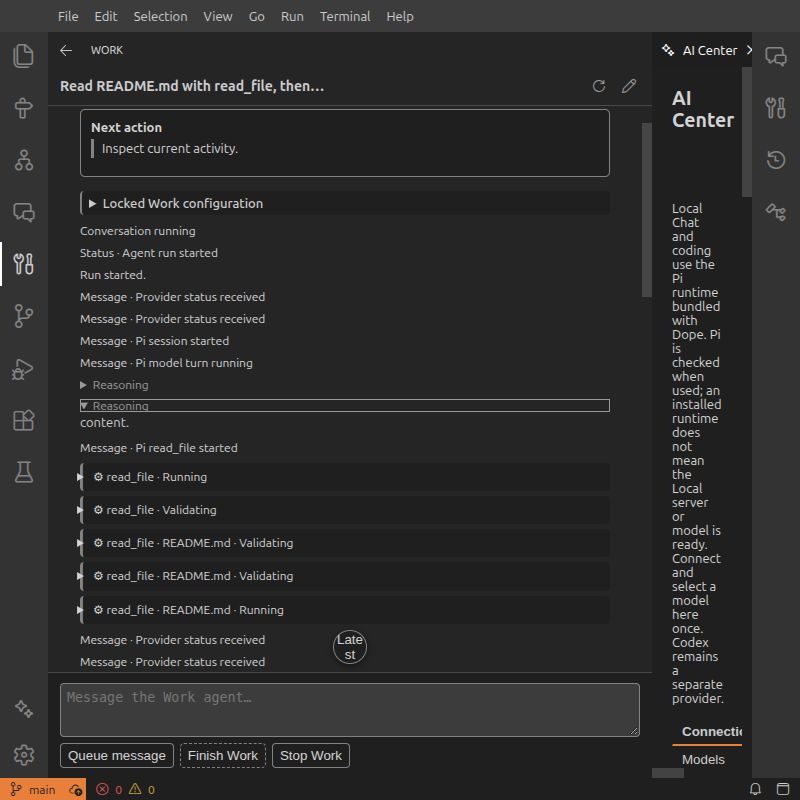 File Edit Selection View Go Run Terminal Help
WORK
Read README.md with read_file, then...
Next action
Inspect current activity.
Locked Work configuration
Conversation running
Status · Agent run started
Run started.
Message · Provider status received
Message · Provider status received
Message · Pi session started
Message · Pi model turn running
Reasoning
Reasoning
content.
Message · Pi read_file started
read_file · Running
read_file · Validating
read_file · README.md · Validating
read_file · README.md · Validating
read_file · README.md · Running
Message · Provider status received
Message · Provider status received
Late
st
Message the Work agent…
Queue message Finish Work Stop Work
AI Center
AI
Center
Local
Chat
and
coding
use the
Pi
runtime
bundled
with
Dope. Pi
is
checked
when
used; an
installed
runtime
does
not
mean
the
Local
server
or
model is
ready.
Connect
and
select a
model
here
once.
Codex
remains
a
separate
provider.
Connectio
Models
main 0 0